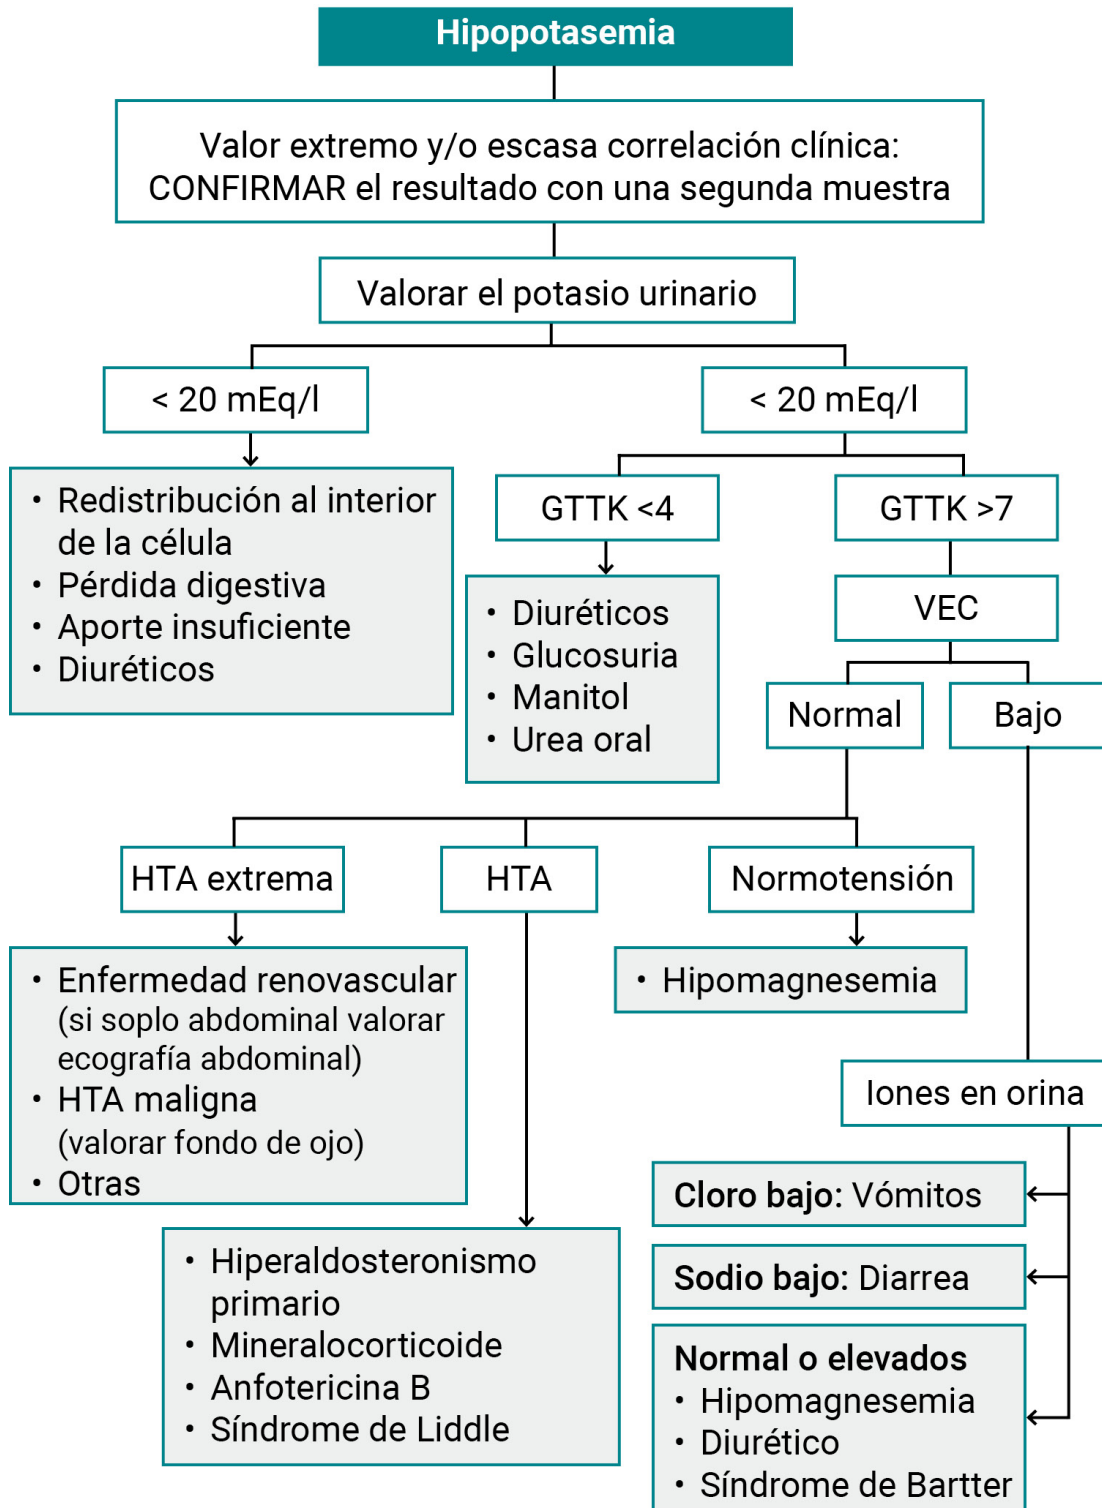 Hipopotasemia
Valor extremo y/o escasa correlación clínica:
CONFIRMAR el resultado con una segunda muestra
Valorar el potasio urinario
< 20 mEq/l
< 20 mEq/l
• Redistribución al interior
de la célula
• Pérdida digestiva
• Aporte insuficiente
• Diuréticos
GTTK <4
GTTK >7
• Diuréticos
• Glucosuria
• Manitol
• Urea oral
VEC
Normal
Bajo
HTA extrema
HTA
Normotensión
• Enfermedad renovascular
(si soplo abdominal valorar
ecografía abdominal)
• HTA maligna
(valorar fondo de ojo)
• Otras
• Hipomagnesemia
Iones en orina
• Hiperaldosteronismo
primario
• Mineralocorticoide
• Anfotericina B
• Síndrome de Liddle
Cloro bajo: Vómitos
Sodio bajo: Diarrea
Normal o elevados
• Hipomagnesemia
• Diurético
• Síndrome de Bartter